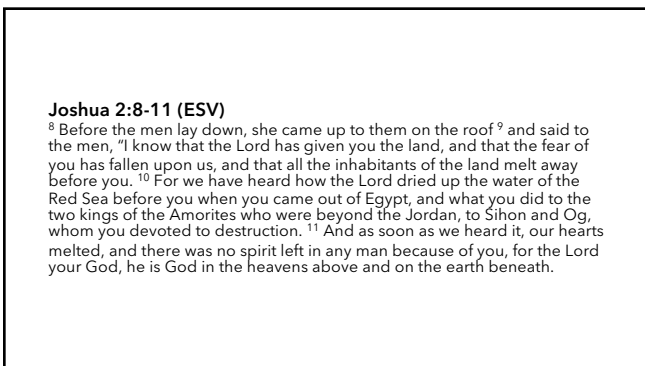 Joshua 2:8-11 (ESV)
8 Before the men lay down, she came up to them on the roof 9 and said to
the men, “I know that the Lord has given you the land, and that the fear of
you has fallen upon us, and that all the inhabitants of the land melt away
before you. 10 For we have heard how the Lord dried up the water of the
Red Sea before you when you came out of Egypt, and what you did to the
two kings of the Amorites who were beyond the Jordan, to Sihon and Og,
whom you devoted to destruction. 11 And as soon as we heard it, our hearts
melted, and there was no spirit left in any man because of you, for the Lord
your God, he is God in the heavens above and on the earth beneath.